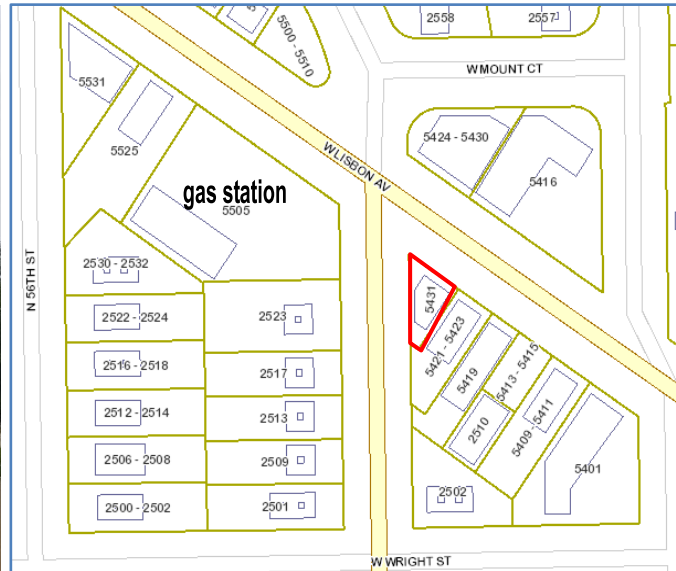 2558
2557
5500 - 5510
W MOUNT CT
5531
5525
W LISBON AV
5424 - 5430
5416
gas station
5505
N 56TH ST
2530 - 2532
5431
2522 - 2524
2523
5421 - 5423
2516 - 2518
2517
5419
5413 - 5415
2512 - 2514
2513
2510
5409 - 5411
2506 - 2508
2509
5401
2500 - 2502
2501
2502
W WRIGHT ST